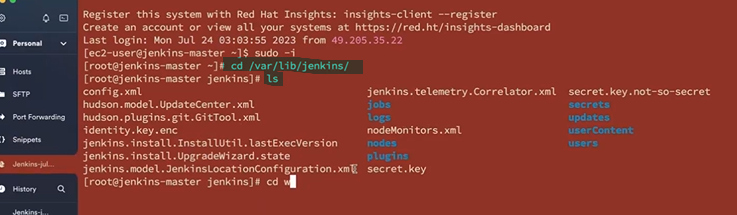 Register this system with Red Hat Insights: insights-client --register
Create an account or view all your systems at https://red.ht/insights-dashboard
Last login: Mon Jul 24 03:03:55 2023 from 49.205.35.22
[ec2-user@jenkins-master ~]$ sudo -i
[root@jenkins-master ~]# cd /var/lib/jenkins/
[root@jenkins-master jenkins]# ls
config.xml jenkins.telemetry.Correlator.xml secret.key.not-so-secret
hudson.model.UpdateCenter.xml jobs secrets
hudson.plugins.git.GitTool.xml logs updates
identity.key.enc nodeMonitors.xml userContent
jenkins.install.InstallUtil.lastExecVersion nodes users
jenkins.install.UpgradeWizard.state plugins
jenkins.model.JenkinsLocationConfiguration.xml secret.key
[root@jenkins-master jenkins]# cd w
Personal
Hosts
SFTP
Port Forwarding
Snippets
Jenkins-jul...
History
Jenkins-j...